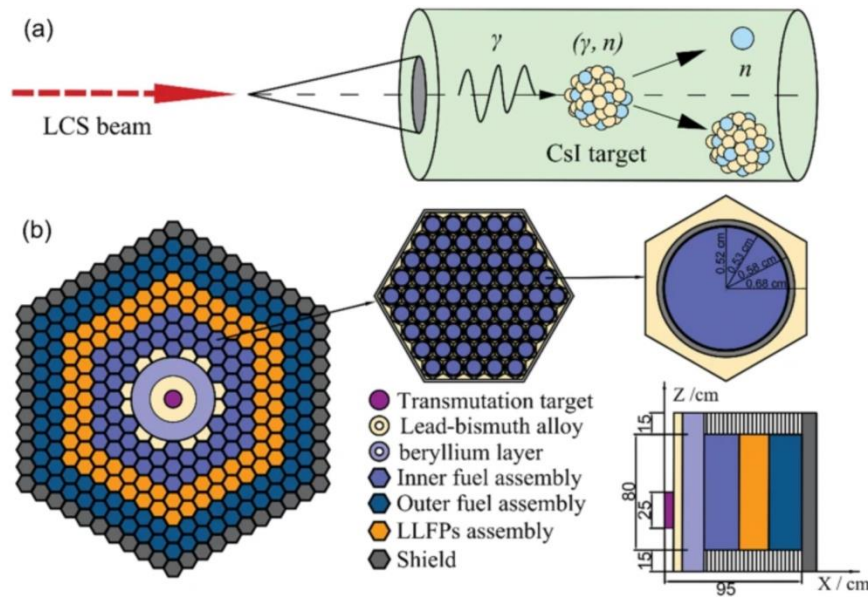 (a)
γ
(γ, n)
n
LCS beam
CsI target
(b)
0.52 cm
0.53 cm
0.58 cm
0.68 cm
Transmutation target
Lead-bismuth alloy
beryllium layer
Inner fuel assembly
Outer fuel assembly
LLFPs assembly
Shield
Z /cm
15
80
25
15
95
X / cm